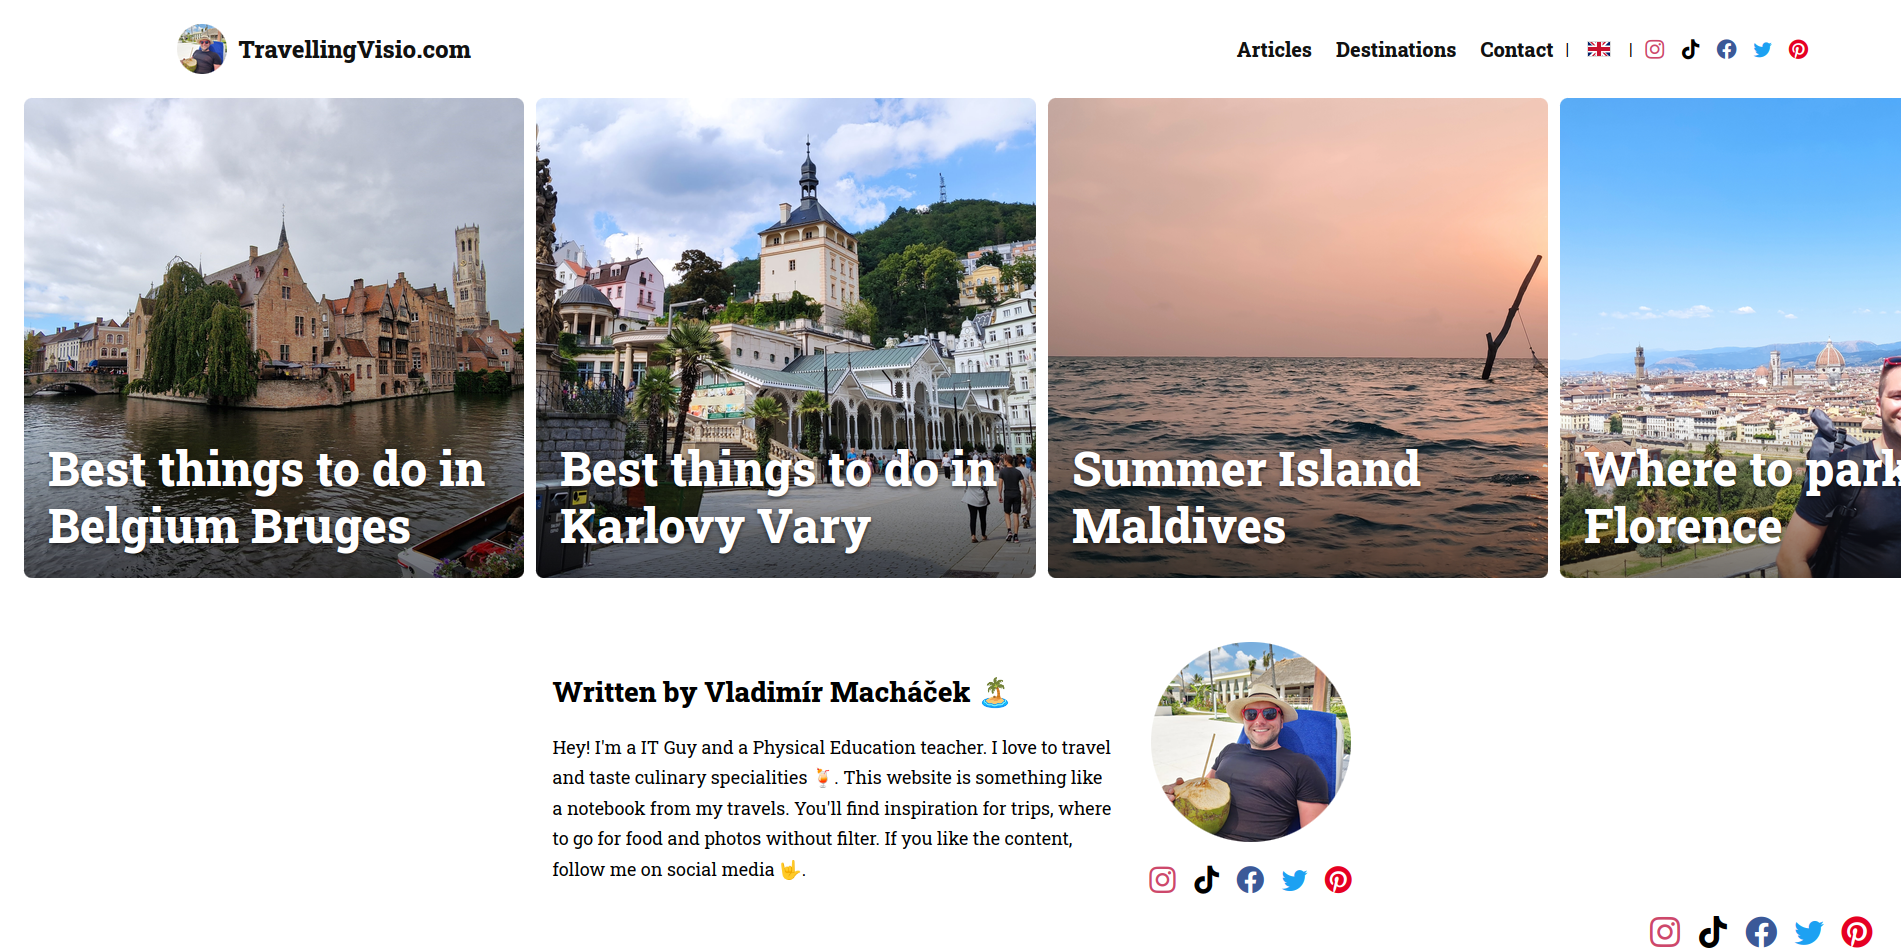 TravellingVisio.com
Articles Destinations Contact | | 
Best things to do in
Belgium Bruges
Best things to do in
Karlovy Vary
Summer Island
Maldives
Where to park
Florence
Written by Vladimír Macháček 🏝️
Hey! I'm a IT Guy and a Physical Education teacher. I love to travel
and taste culinary specialities 🍹. This website is something like
a notebook from my travels. You'll find inspiration for trips, where
to go for food and photos without filter. If you like the content,
follow me on social media 🤟.